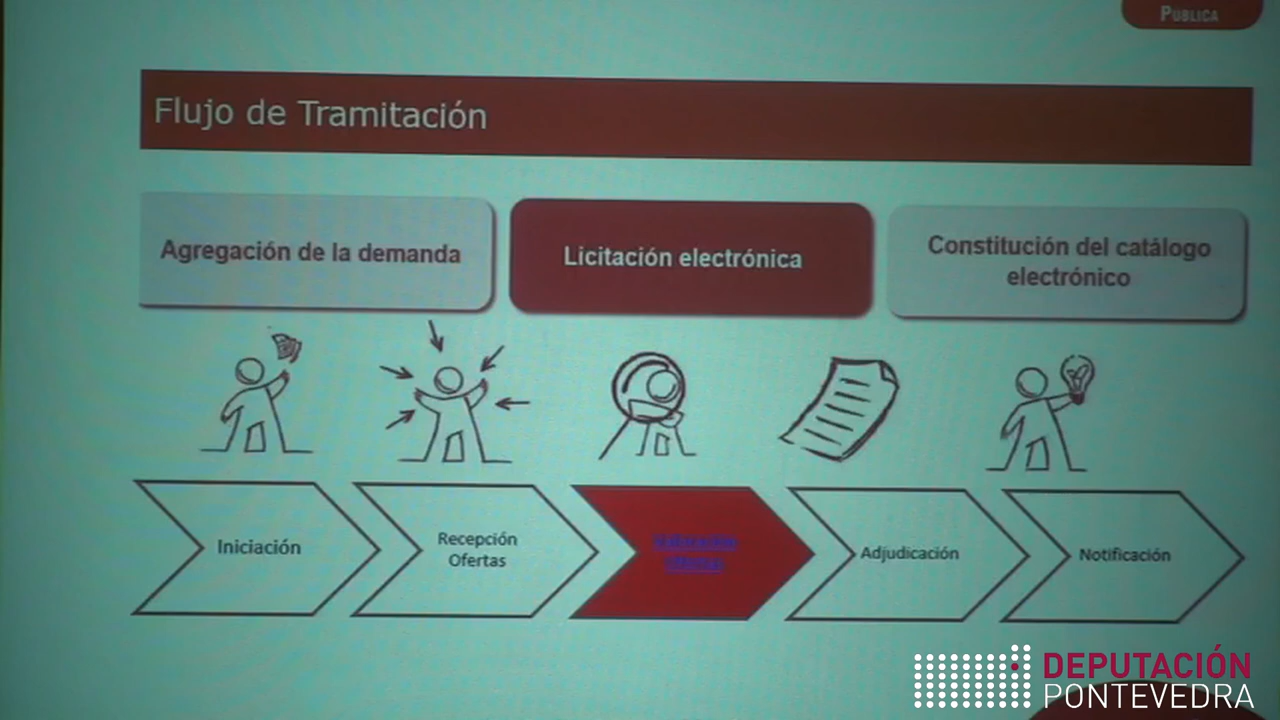 PÚBLICA
Flujo de Tramitación
Agregación de la demanda
Licitación electrónica
Constitución del catálogo
electrónico
Iniciación
Recepción
Ofertas
Adjudicación
Notificación
DEPUTACIÓN
PONTEVEDRA